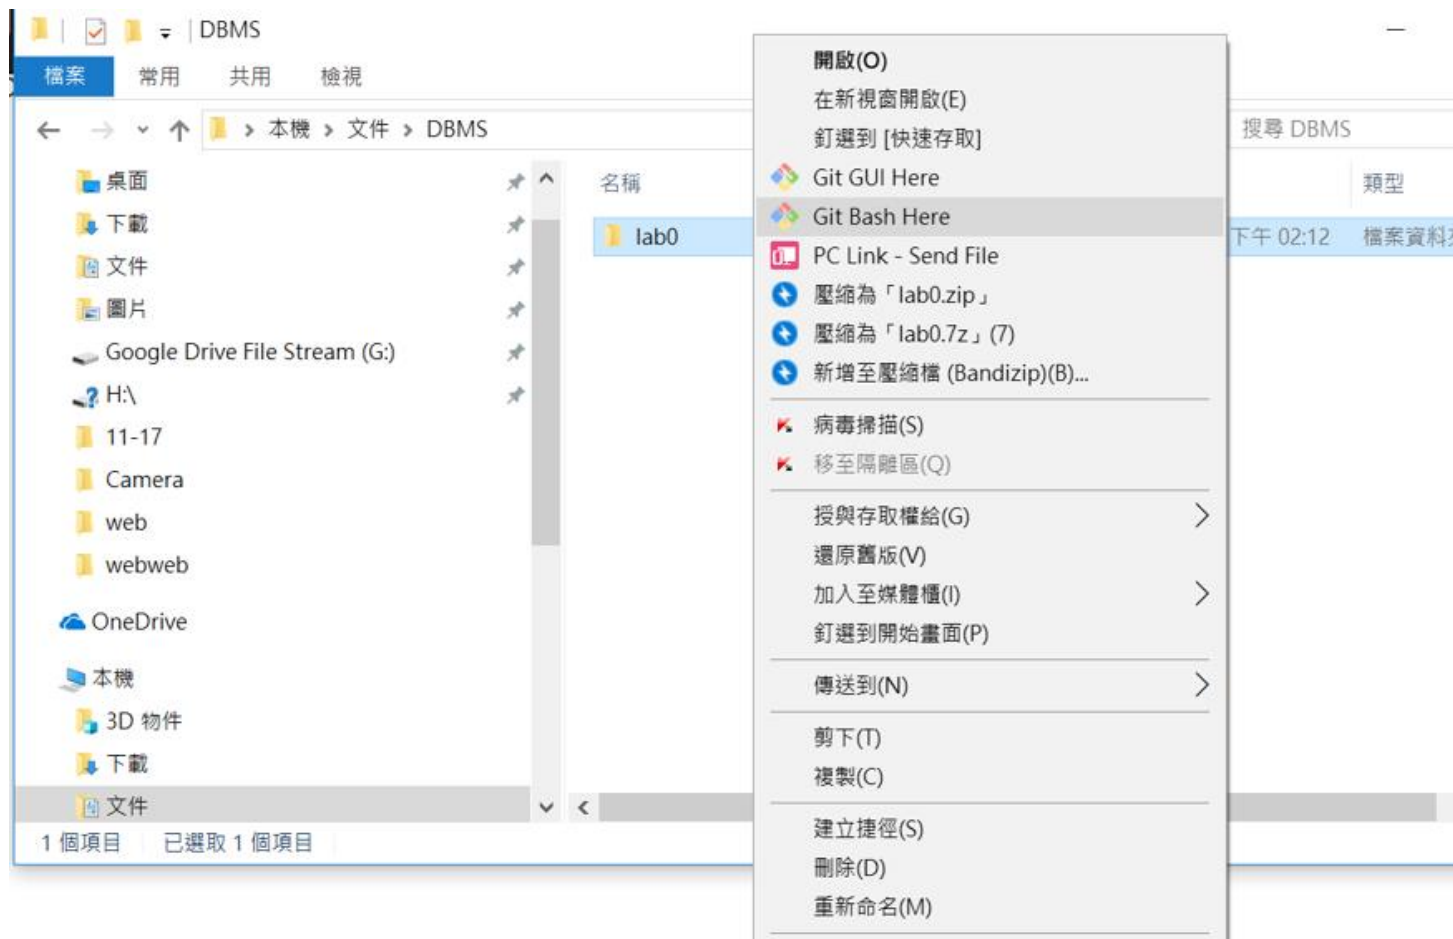 DBMS
檔案 常用 共用 檢視
本機 文件 DBMS
搜尋 DBMS
桌面
下載
文件
圖片
Google Drive File Stream (G:)
H:\
11-17
Camera
web
webweb
OneDrive
本機
3D 物件
下載
文件
1 個項目 已選取 1 個項目
名稱 類型
lab0 下午 02:12 檔案資料
開啟(O)
在新視窗開啟(E)
釘選到 [快速存取]
Git GUI Here
Git Bash Here
PC Link - Send File
壓縮為「lab0.zip」
壓縮為「lab0.7z」(7)
新增至壓縮檔 (Bandizip)(B)...
病毒掃描(S)
移至隔離區(Q)
授與存取權給(G)
還原舊版(V)
加入至媒體櫃(I)
釘選到開始畫面(P)
傳送到(N)
剪下(T)
複製(C)
建立捷徑(S)
刪除(D)
重新命名(M)